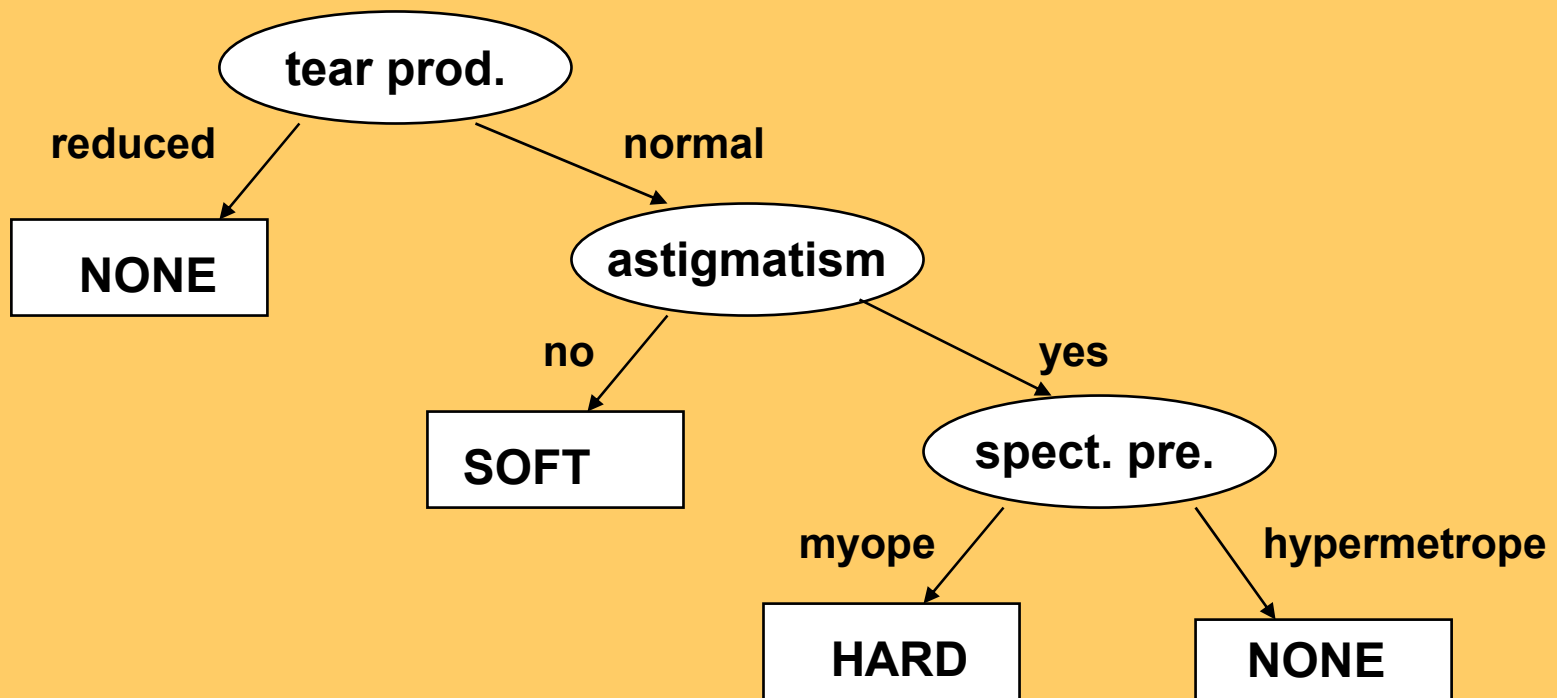 tear prod.
reduced
normal
NONE
astigmatism
no
yes
SOFT
spect. pre.
myope
hypermetrope
HARD
NONE